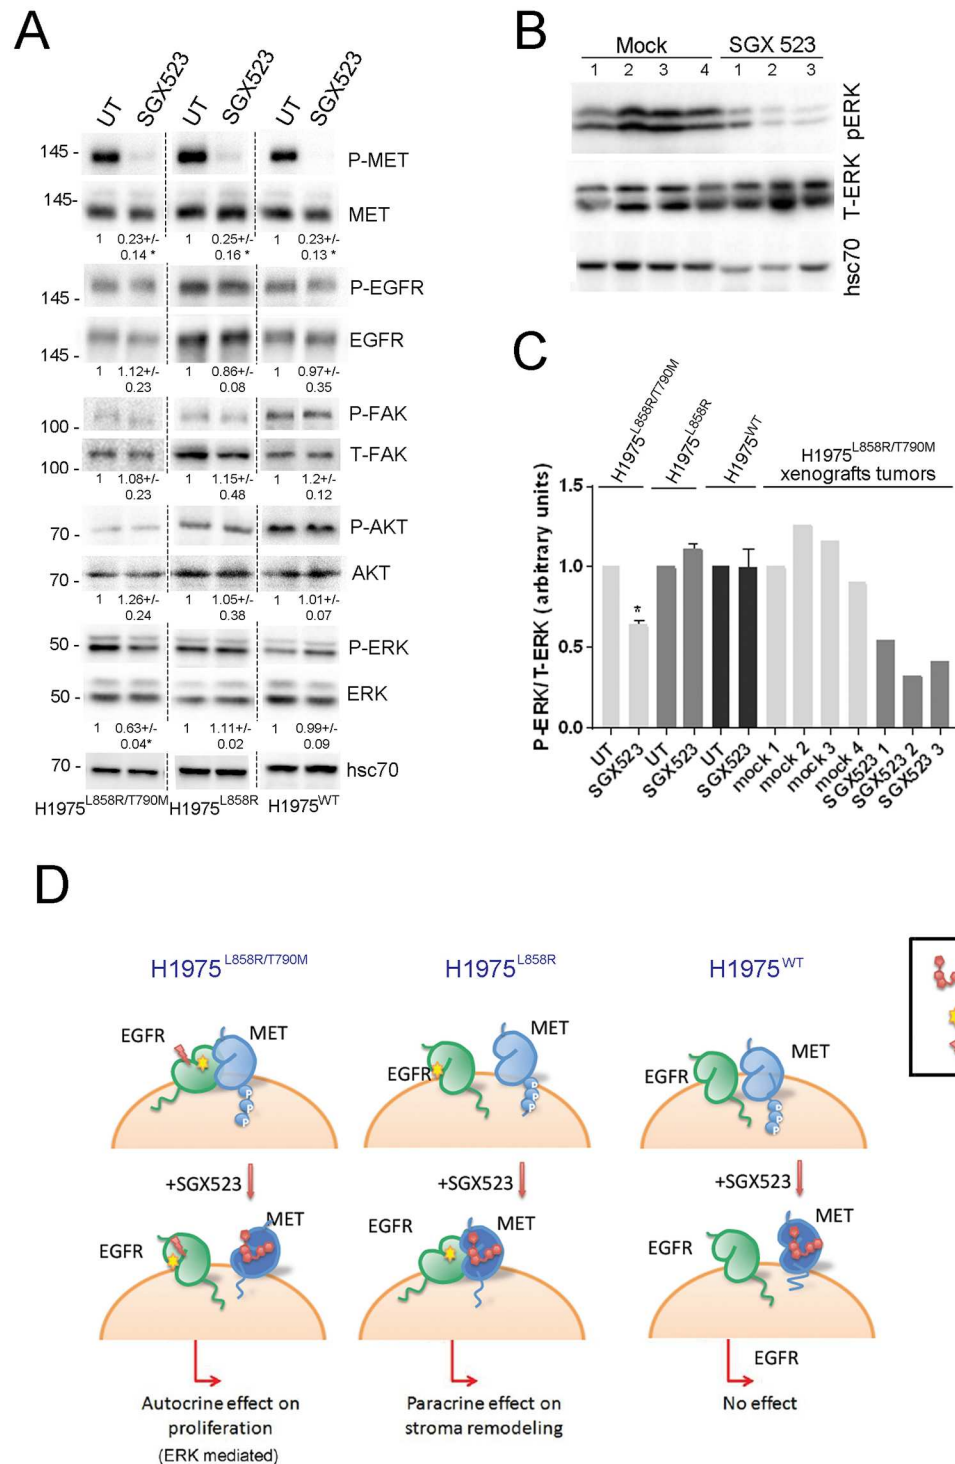 A
UT SGX523 UT SGX523 UT SGX523
145 - P-MET
145- MET
1 0.23+/- 1 0.25+/- 1 0.23+/-
0.14 * 0.16 * 0.13 *
145 - P-EGFR
145 - EGFR
1 1.12+/- 1 0.86+/- 1 0.97+/-
0.23 0.08 0.35
100 - P-FAK
100 - T-FAK
1 1.08+/- 1 1.15+/- 1 1.2+/-
0.23 0.48 0.12
70 - P-AKT
70 - AKT
1 1.26+/- 1 1.05+/- 1 1.01+/-
0.24 0.38 0.07
50 - P-ERK
50 - ERK
1 0.63+/- 1 1.11+/- 1 0.99+/-
0.04* 0.02 0.09
70 - hsc70
H1975L858R/T790M H1975L858R H1975WT
B
Mock SGX 523
1 2 3 4 1 2 3
pERK
T-ERK
hsc70
C
H1975L858R/T790M
H1975L858R
H1975WT
H1975L858R/T790M
xenografts tumors
P-ERK/T-ERK (arbitrary units)
1.5
1.0
0.5
0.0
*
UT
SGX523
UT
SGX523
UT
SGX523
mock 1
mock 2
mock 3
mock 4
SGX523 1
SGX523 2
SGX523 3
D
H1975 L858R/T790M
H1975 L858R
H1975 WT
EGFR MET
EGFR MET
EGFR MET
P
P
P
P
P
P
P
P
+SGX523
+SGX523
+SGX523
EGFR MET
EGFR MET
EGFR MET
EGFR
Autocrine effect on
proliferation
(ERK mediated)
Paracrine effect on
stroma remodeling
No effect